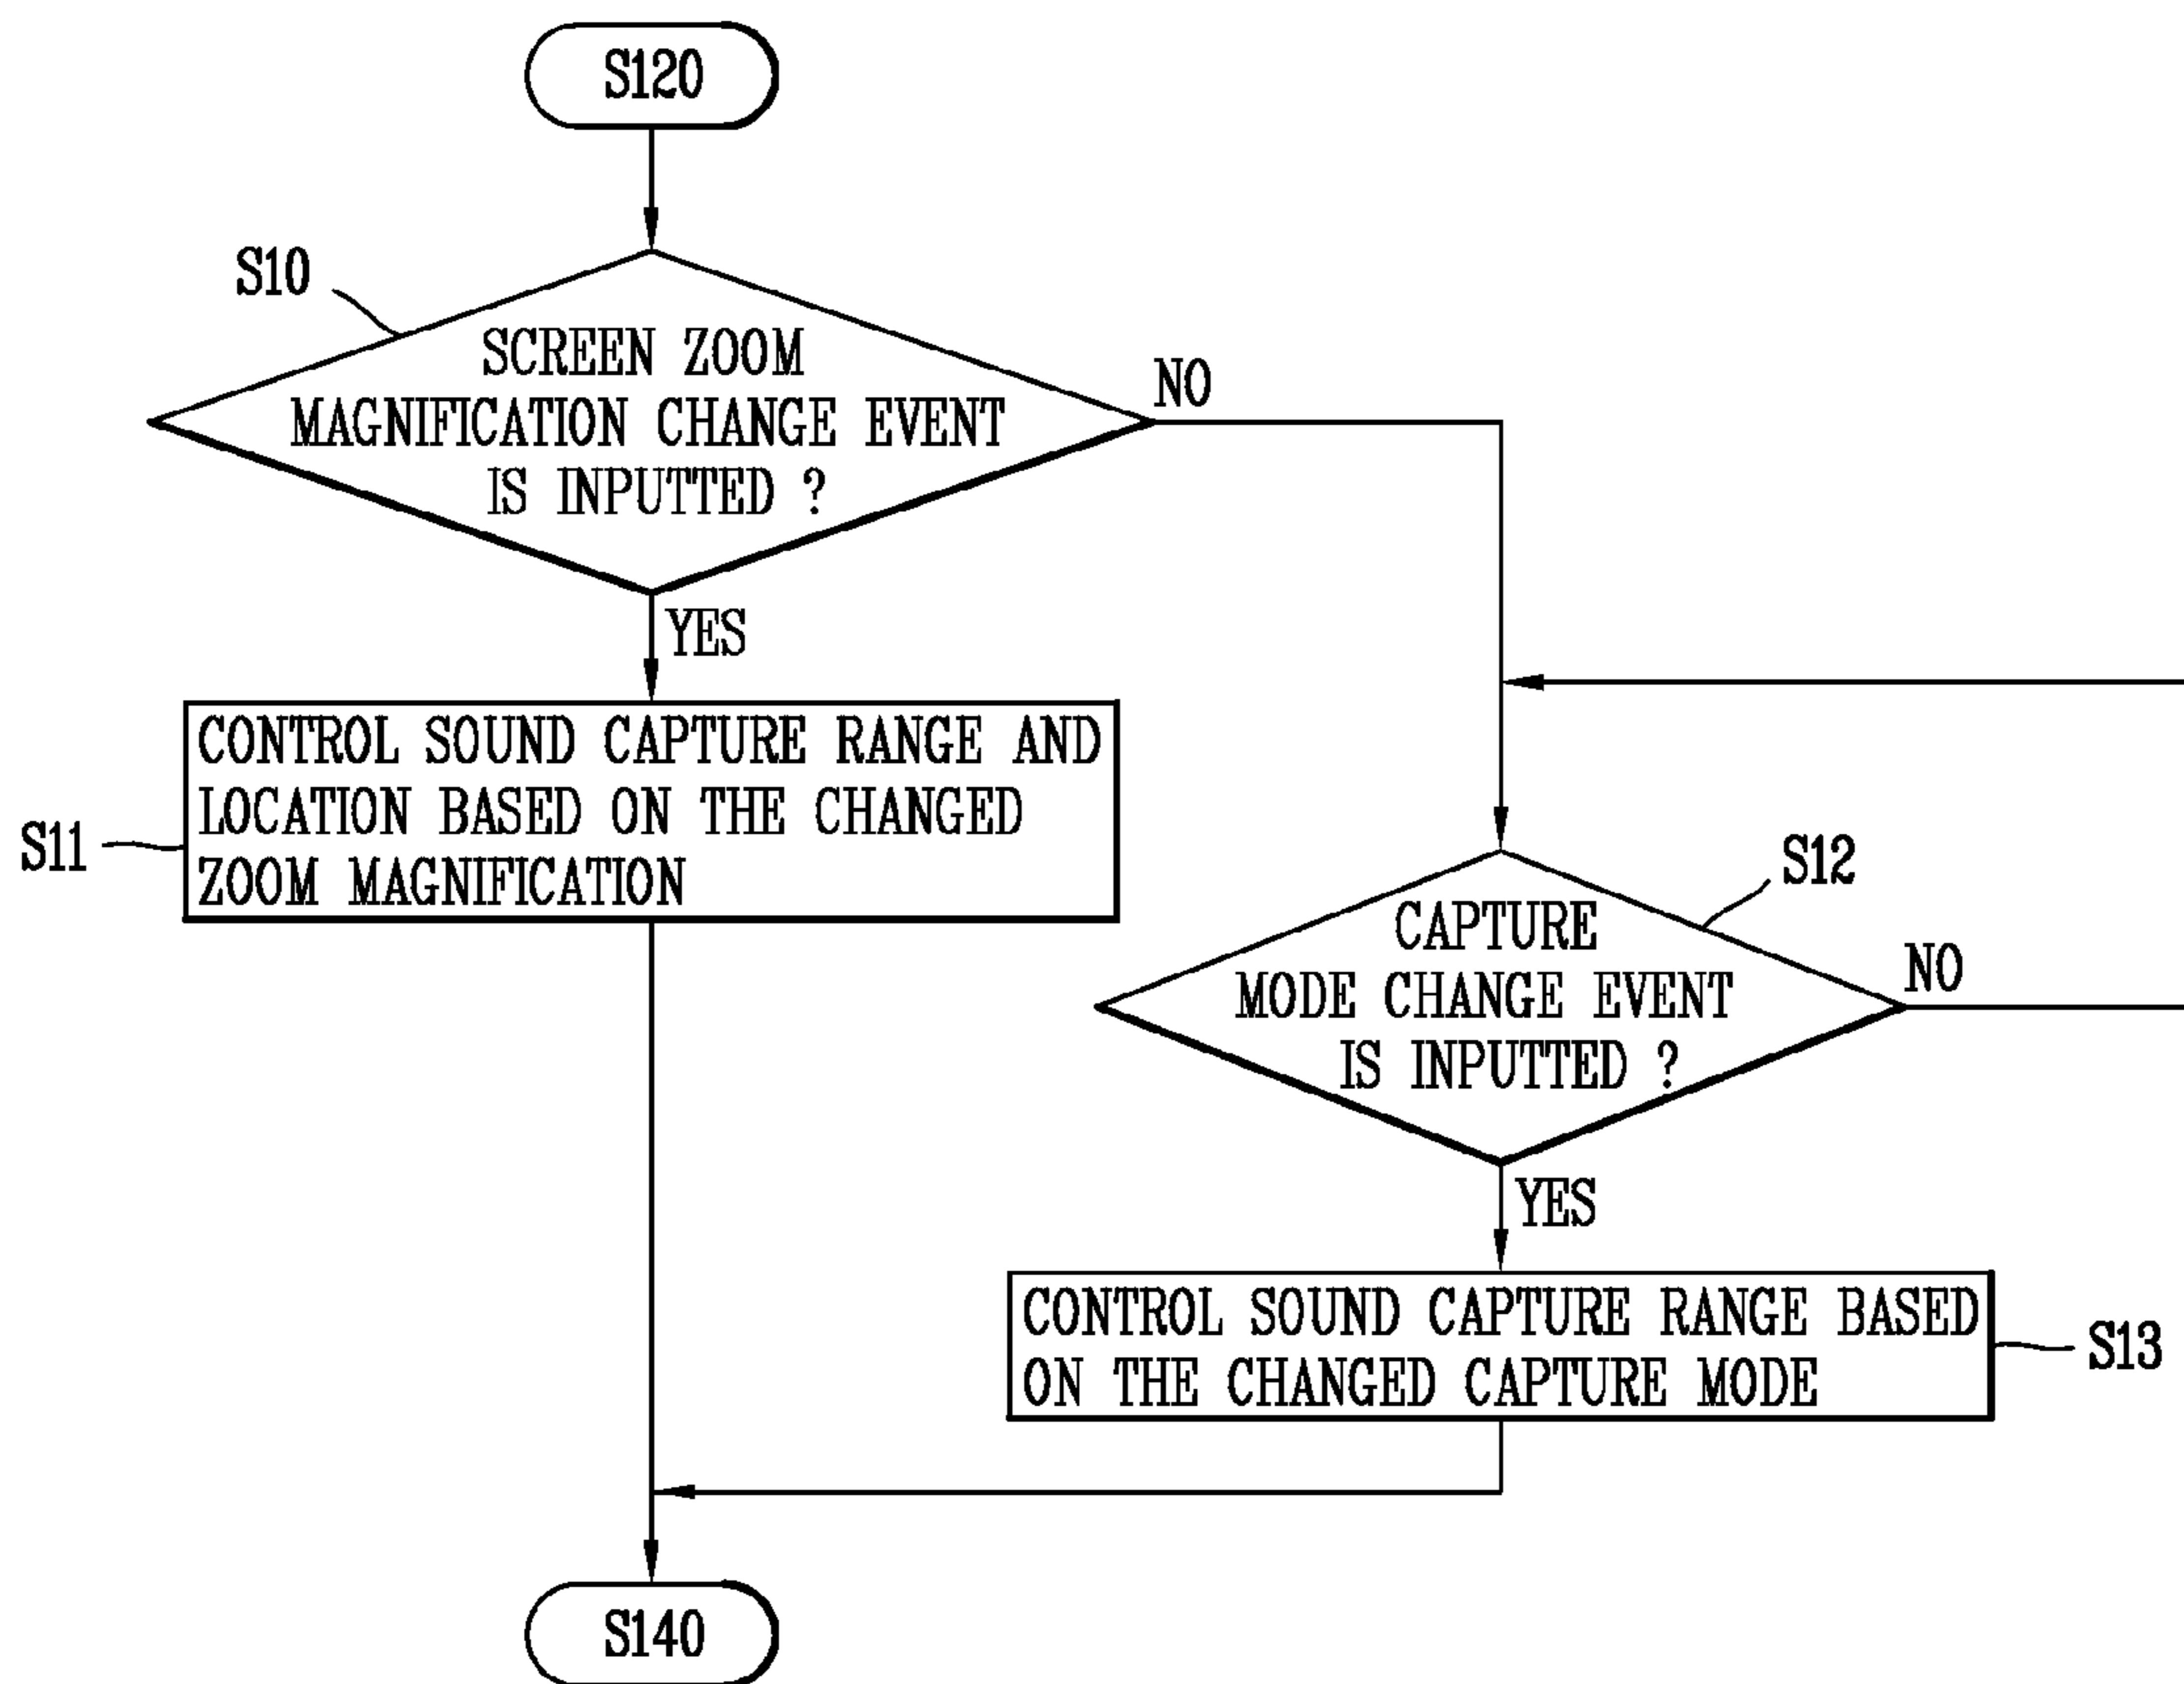 S120
S10
SCREEN ZOOM
MAGNIFICATION CHANGE EVENT
IS INPUTTED ?
NO
YES
CONTROL SOUND CAPTURE RANGE AND
LOCATION BASED ON THE CHANGED
ZOOM MAGNIFICATION
S11
S12
CAPTURE
MODE CHANGE EVENT
IS INPUTTED ?
NO
YES
CONTROL SOUND CAPTURE RANGE BASED
ON THE CHANGED CAPTURE MODE
S13
S140